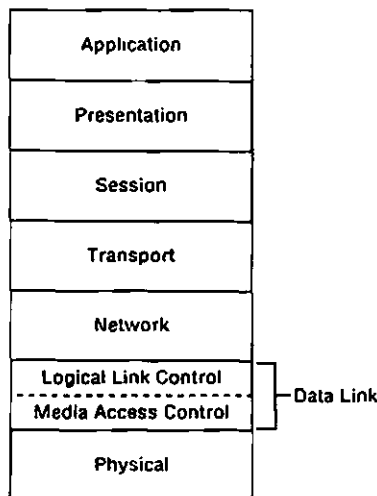 Application
Presentation
Session
Transport
Network
Logical Link Control
Data Link
Media Access Control
Physical